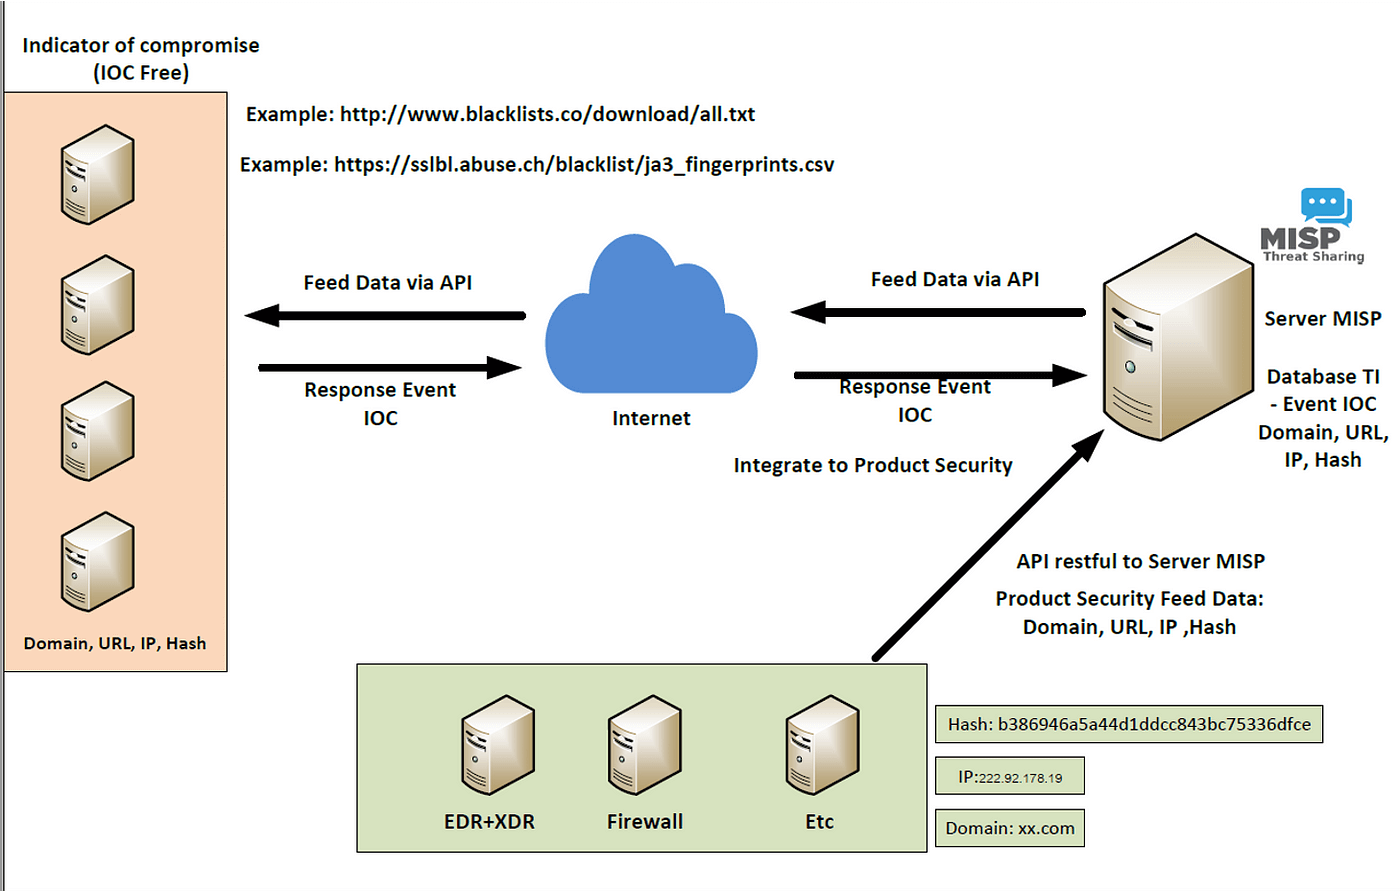 Indicator of compromise
(IOC Free)
Example: http://www.blacklists.co/download/all.txt
Example: https://sslbl.abuse.ch/blacklist/ja3_fingerprints.csv
MISP
Threat Sharing
Feed Data via API
Feed Data via API
Server MISP
Response Event
IOC
Internet
Response Event
IOC
Database TI
- Event IOC
Domain, URL,
IP, Hash
Integrate to Product Security
API restful to Server MISP
Product Security Feed Data:
Domain, URL, IP ,Hash
Domain, URL, IP, Hash
EDR+XDR
Firewall
Etc
Hash: b386946a5a44d1ddcc843bc75336dfce
IP:222.92.178.19
Domain: xx.com